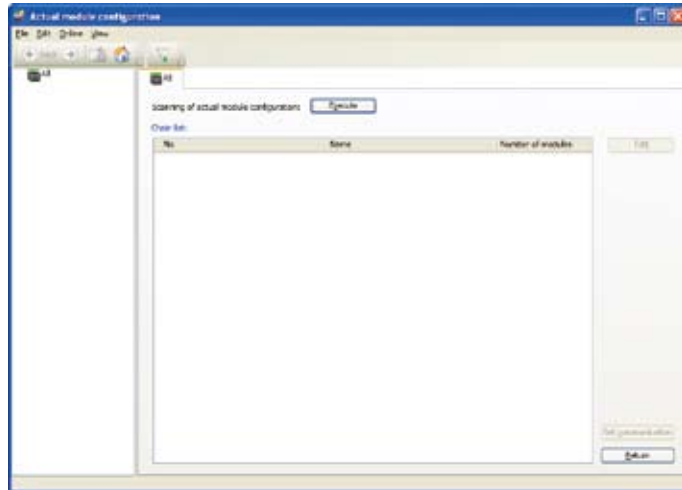 Actual module configuration
File Edit Online View
All
All
Scanning of actual module configurations Execute
Chain list:
No. Name Number of modules Edit
Return